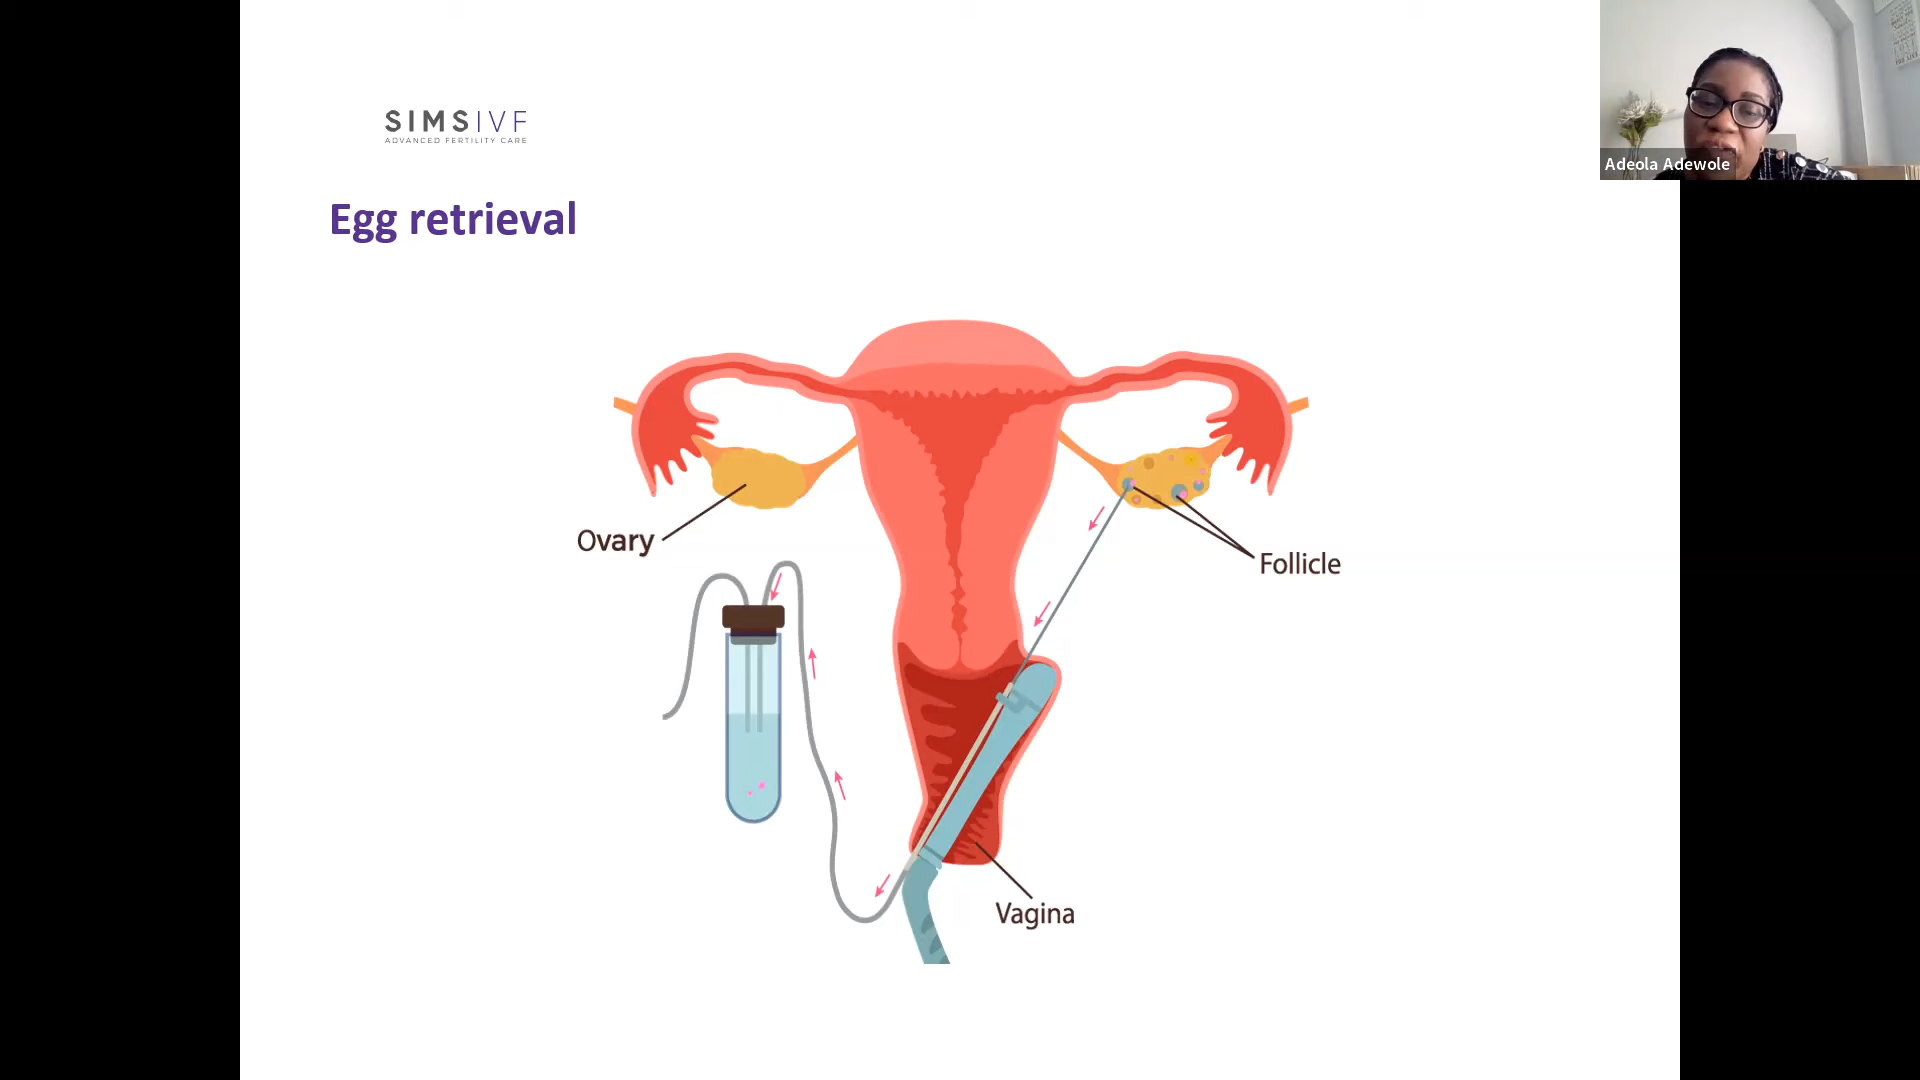 SIMSIVF
ADVANCED FERTILITY CARE
Adeola Adewole
Egg retrieval
Ovary
Follicle
Vagina